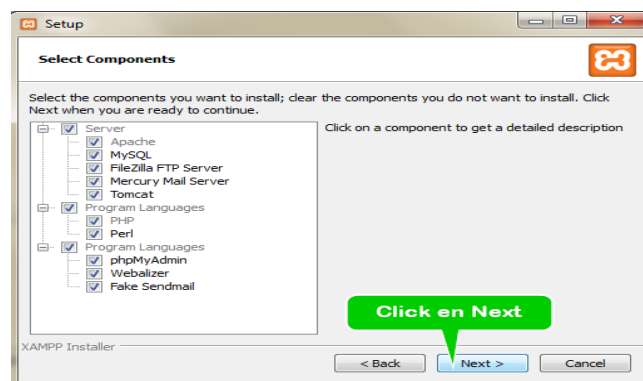 Setup
Select Components
Select the components you want to install; clear the components you do not want to install. Click
Next when you are ready to continue.
Server
Apache
MySQL
FileZilla FTP Server
Mercury Mail Server
Tomcat
Program Languages
PHP
Perl
Program Languages
phpMyAdmin
Webalizer
Fake Sendmail
Click on a component to get a detailed description
Click en Next
XAMPP Installer
< Back
Next >
Cancel